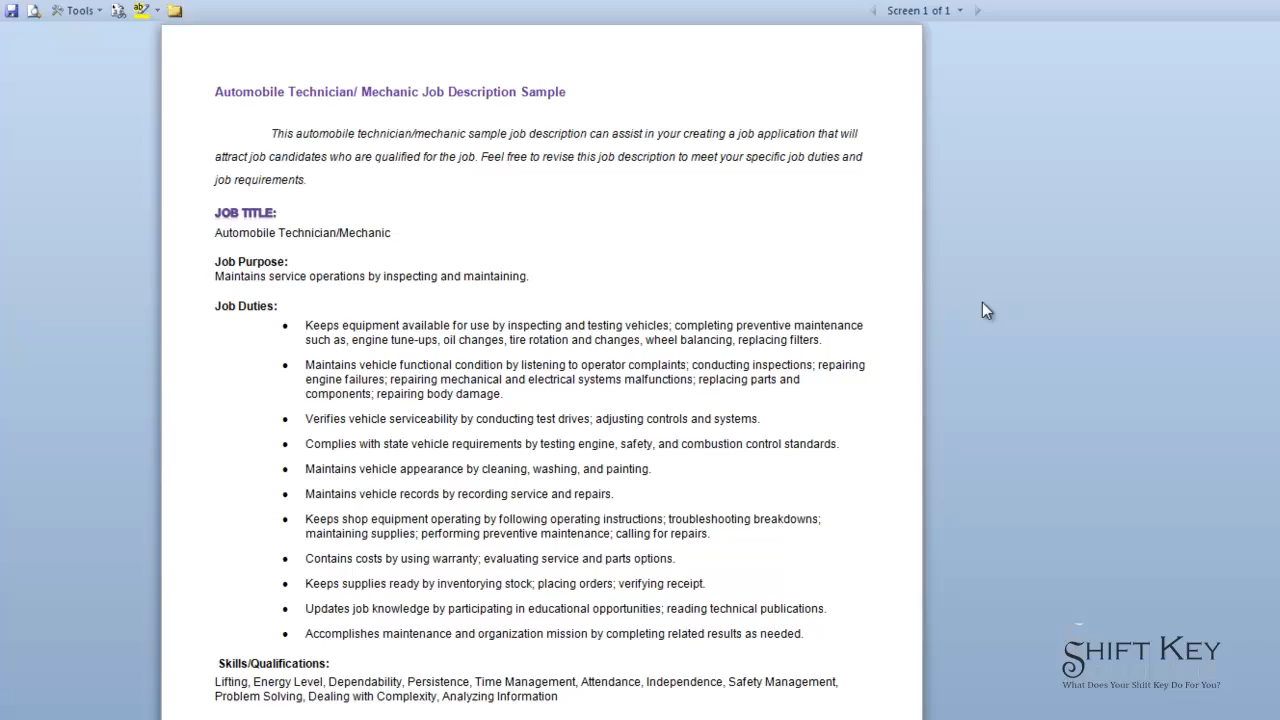 Tools
Screen 1 of 1
Automobile Technician/ Mechanic Job Description Sample
This automobile technician/mechanic sample job description can assist in your creating a job application that will
attract job candidates who are qualified for the job. Feel free to revise this job description to meet your specific job duties and
job requirements.
JOB TITLE:
Automobile Technician/Mechanic
Job Purpose:
Maintains service operations by inspecting and maintaining.
Job Duties:
• Keeps equipment available for use by inspecting and testing vehicles; completing preventive maintenance
such as, engine tune-ups, oil changes, tire rotation and changes, wheel balancing, replacing filters.
• Maintains vehicle functional condition by listening to operator complaints; conducting inspections; repairing
engine failures; repairing mechanical and electrical systems malfunctions; replacing parts and
components; repairing body damage.
• Verifies vehicle serviceability by conducting test drives; adjusting controls and systems.
• Complies with state vehicle requirements by testing engine, safety, and combustion control standards.
• Maintains vehicle appearance by cleaning, washing, and painting.
• Maintains vehicle records by recording service and repairs.
• Keeps shop equipment operating by following operating instructions; troubleshooting breakdowns;
maintaining supplies; performing preventive maintenance; calling for repairs.
• Contains costs by using warranty; evaluating service and parts options.
• Keeps supplies ready by inventorying stock; placing orders; verifying receipt.
• Updates job knowledge by participating in educational opportunities; reading technical publications.
• Accomplishes maintenance and organization mission by completing related results as needed.
Skills/Qualifications:
Lifting, Energy Level, Dependability, Persistence, Time Management, Attendance, Independence, Safety Management,
Problem Solving, Dealing with Complexity, Analyzing Information
SHIFT KEY
What Does Your Shift Key Do For You?